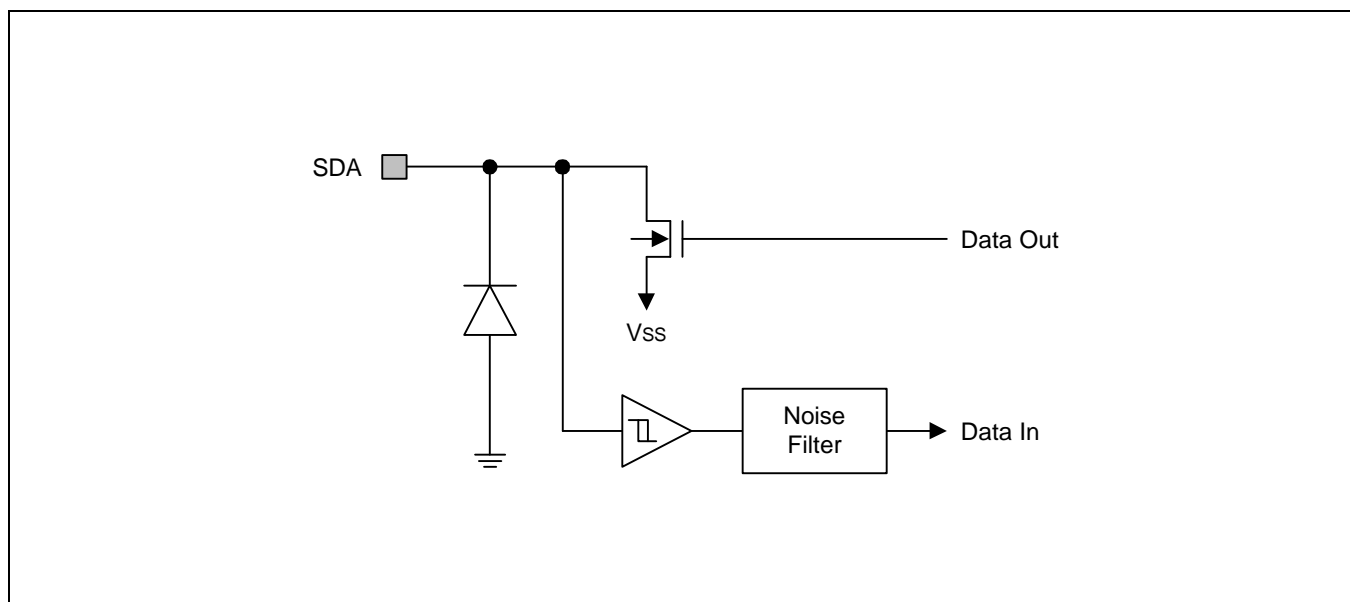 SDA
Data Out
Vss
Noise
Filter
Data In